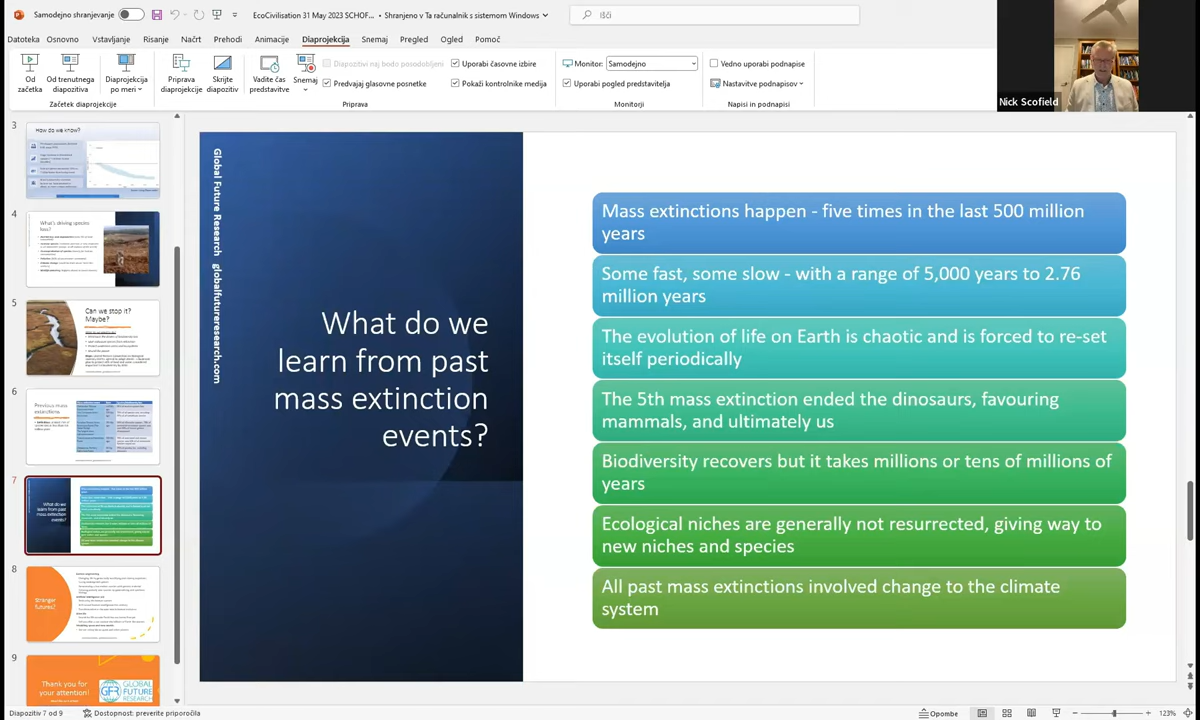 Samodejno shranjevanje
EcoCivilisation 31 May 2023 SCHOF... • Shranjeno v Ta računalnik s sistemom Windows
Išči
Datoteka Osnovno Vstavljanje Risanje Načrt Prehodi Animacije Diaprojekcija Snemaj Pregled Ogled Pomoč
Od začetka
Od trenutnega diapozitiva
Diaprojekcija po meri
Začetek diaprojekcije
Priprava diaprojekcije
Skrijte diapozitiv
Vadite čas predstavitve
Snemaj
Diapozitivi naj bodo posodobljeni
Predvajaj glasovne posnetke
Uporabi časovne izbire
Pokaži kontrolnike medija
Priprava
Monitor: Samodejno
Uporabi pogled predstavitelja
Monitorji
Vedno uporabi podnapise
Nastavitve podnapisov
Napisi in podnapisi
Nick Scofield
3
How do we know?
4
What's driving species
loss?
5
Can we stop it?
Maybe?
6
Previous mass
extinctions
7
What do we
learn from past
mass extinction
events?
8
Stranger
futures?
9
Thank you for
your attention!
GLOBAL
FUTURE
RESEARCH
Global Future Research globalfutureresearch.com
What do we
learn from past
mass extinction
events?
Mass extinctions happen - five times in the last 500 million
years
Some fast, some slow - with a range of 5,000 years to 2.76
million years
The evolution of life on Earth is chaotic and is forced to re-set
itself periodically
The 5th mass extinction ended the dinosaurs, favouring
mammals, and ultimately us
Biodiversity recovers but it takes millions or tens of millions of
years
Ecological niches are generally not resurrected, giving way to
new niches and species
All past mass extinctions involved change to the climate
system
Diapozitiv 7 od 9
Dostopnost: preverite priporočila
Opombe
123%